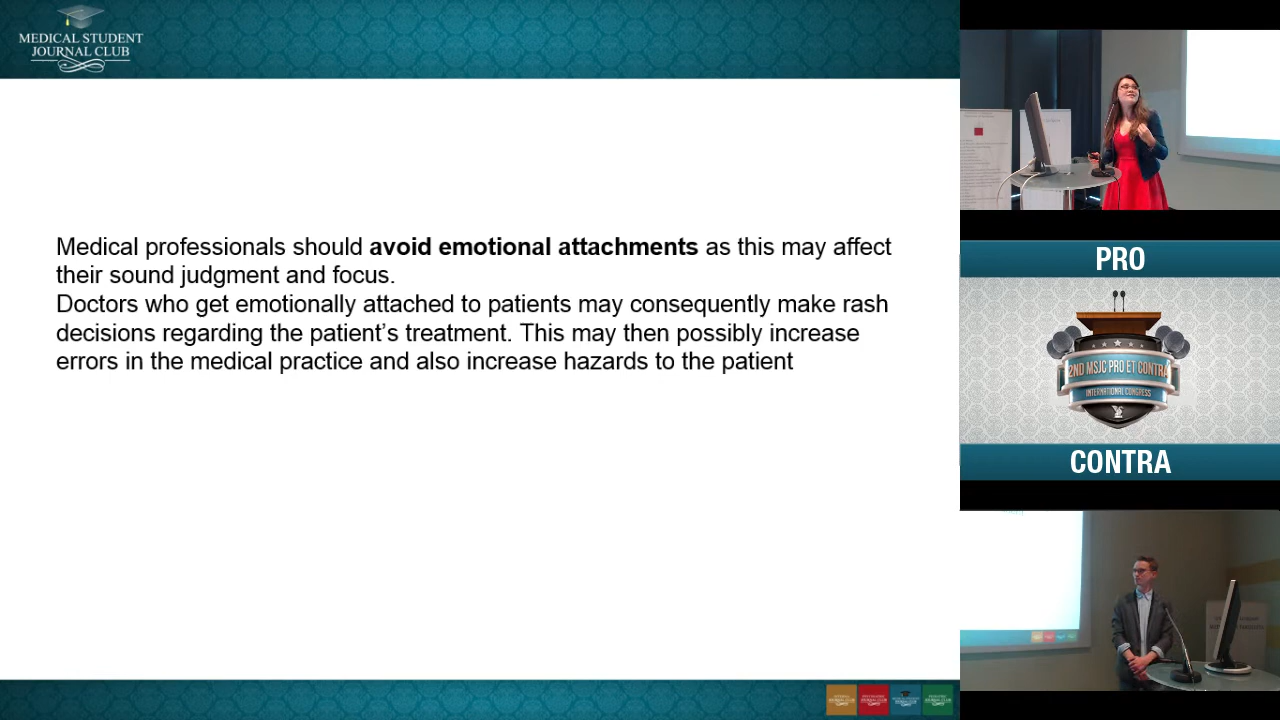 MEDICAL STUDENT
JOURNAL CLUB
Medical professionals should avoid emotional attachments as this may affect
their sound judgment and focus.
Doctors who get emotionally attached to patients may consequently make rash
decisions regarding the patient's treatment. This may then possibly increase
errors in the medical practice and also increase hazards to the patient
PRO
2ND MSJC PRO ET CONTRA
INTERNATIONAL CONGRESS
CONTRA